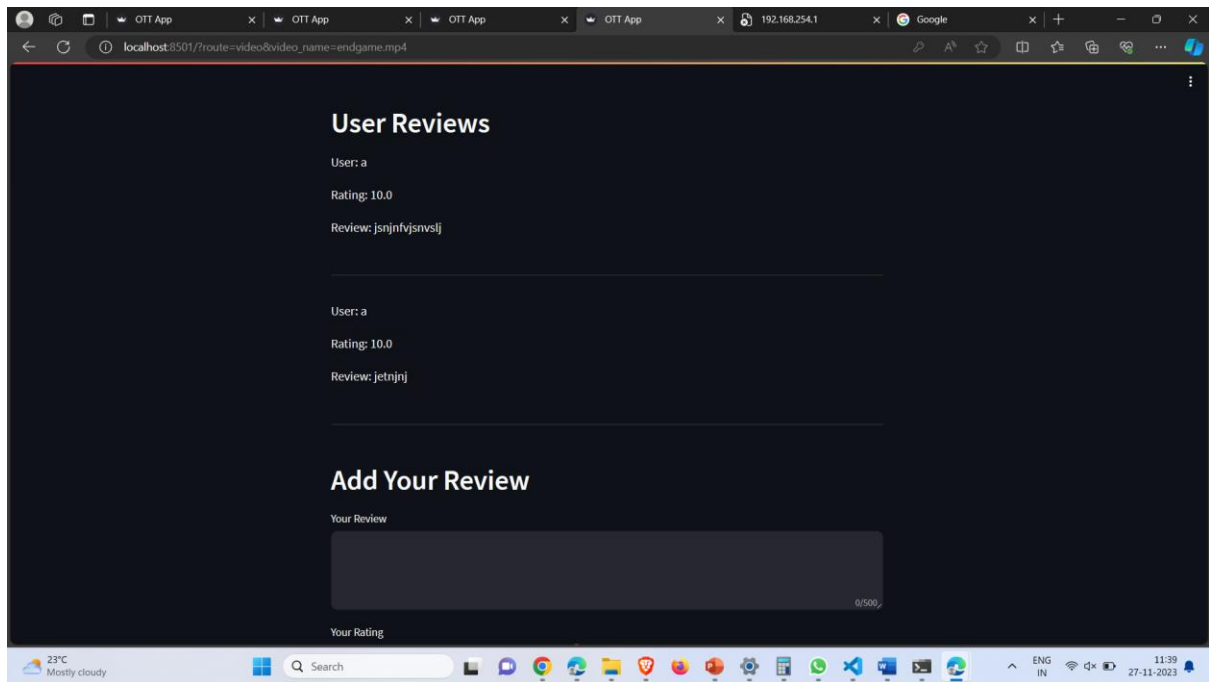 OTT App
OTT App
OTT App
OTT App
192.168.254.1
Google
localhost:8501/?route=video&video_name=endgame.mp4
User Reviews
User: a
Rating: 10.0
Review: jsnjnfvjsnvslj
User: a
Rating: 10.0
Review: jetnjnj
Add Your Review
Your Review
0/500
Your Rating
23°C
Mostly cloudy
Search
ENG
IN
11:39
27-11-2023